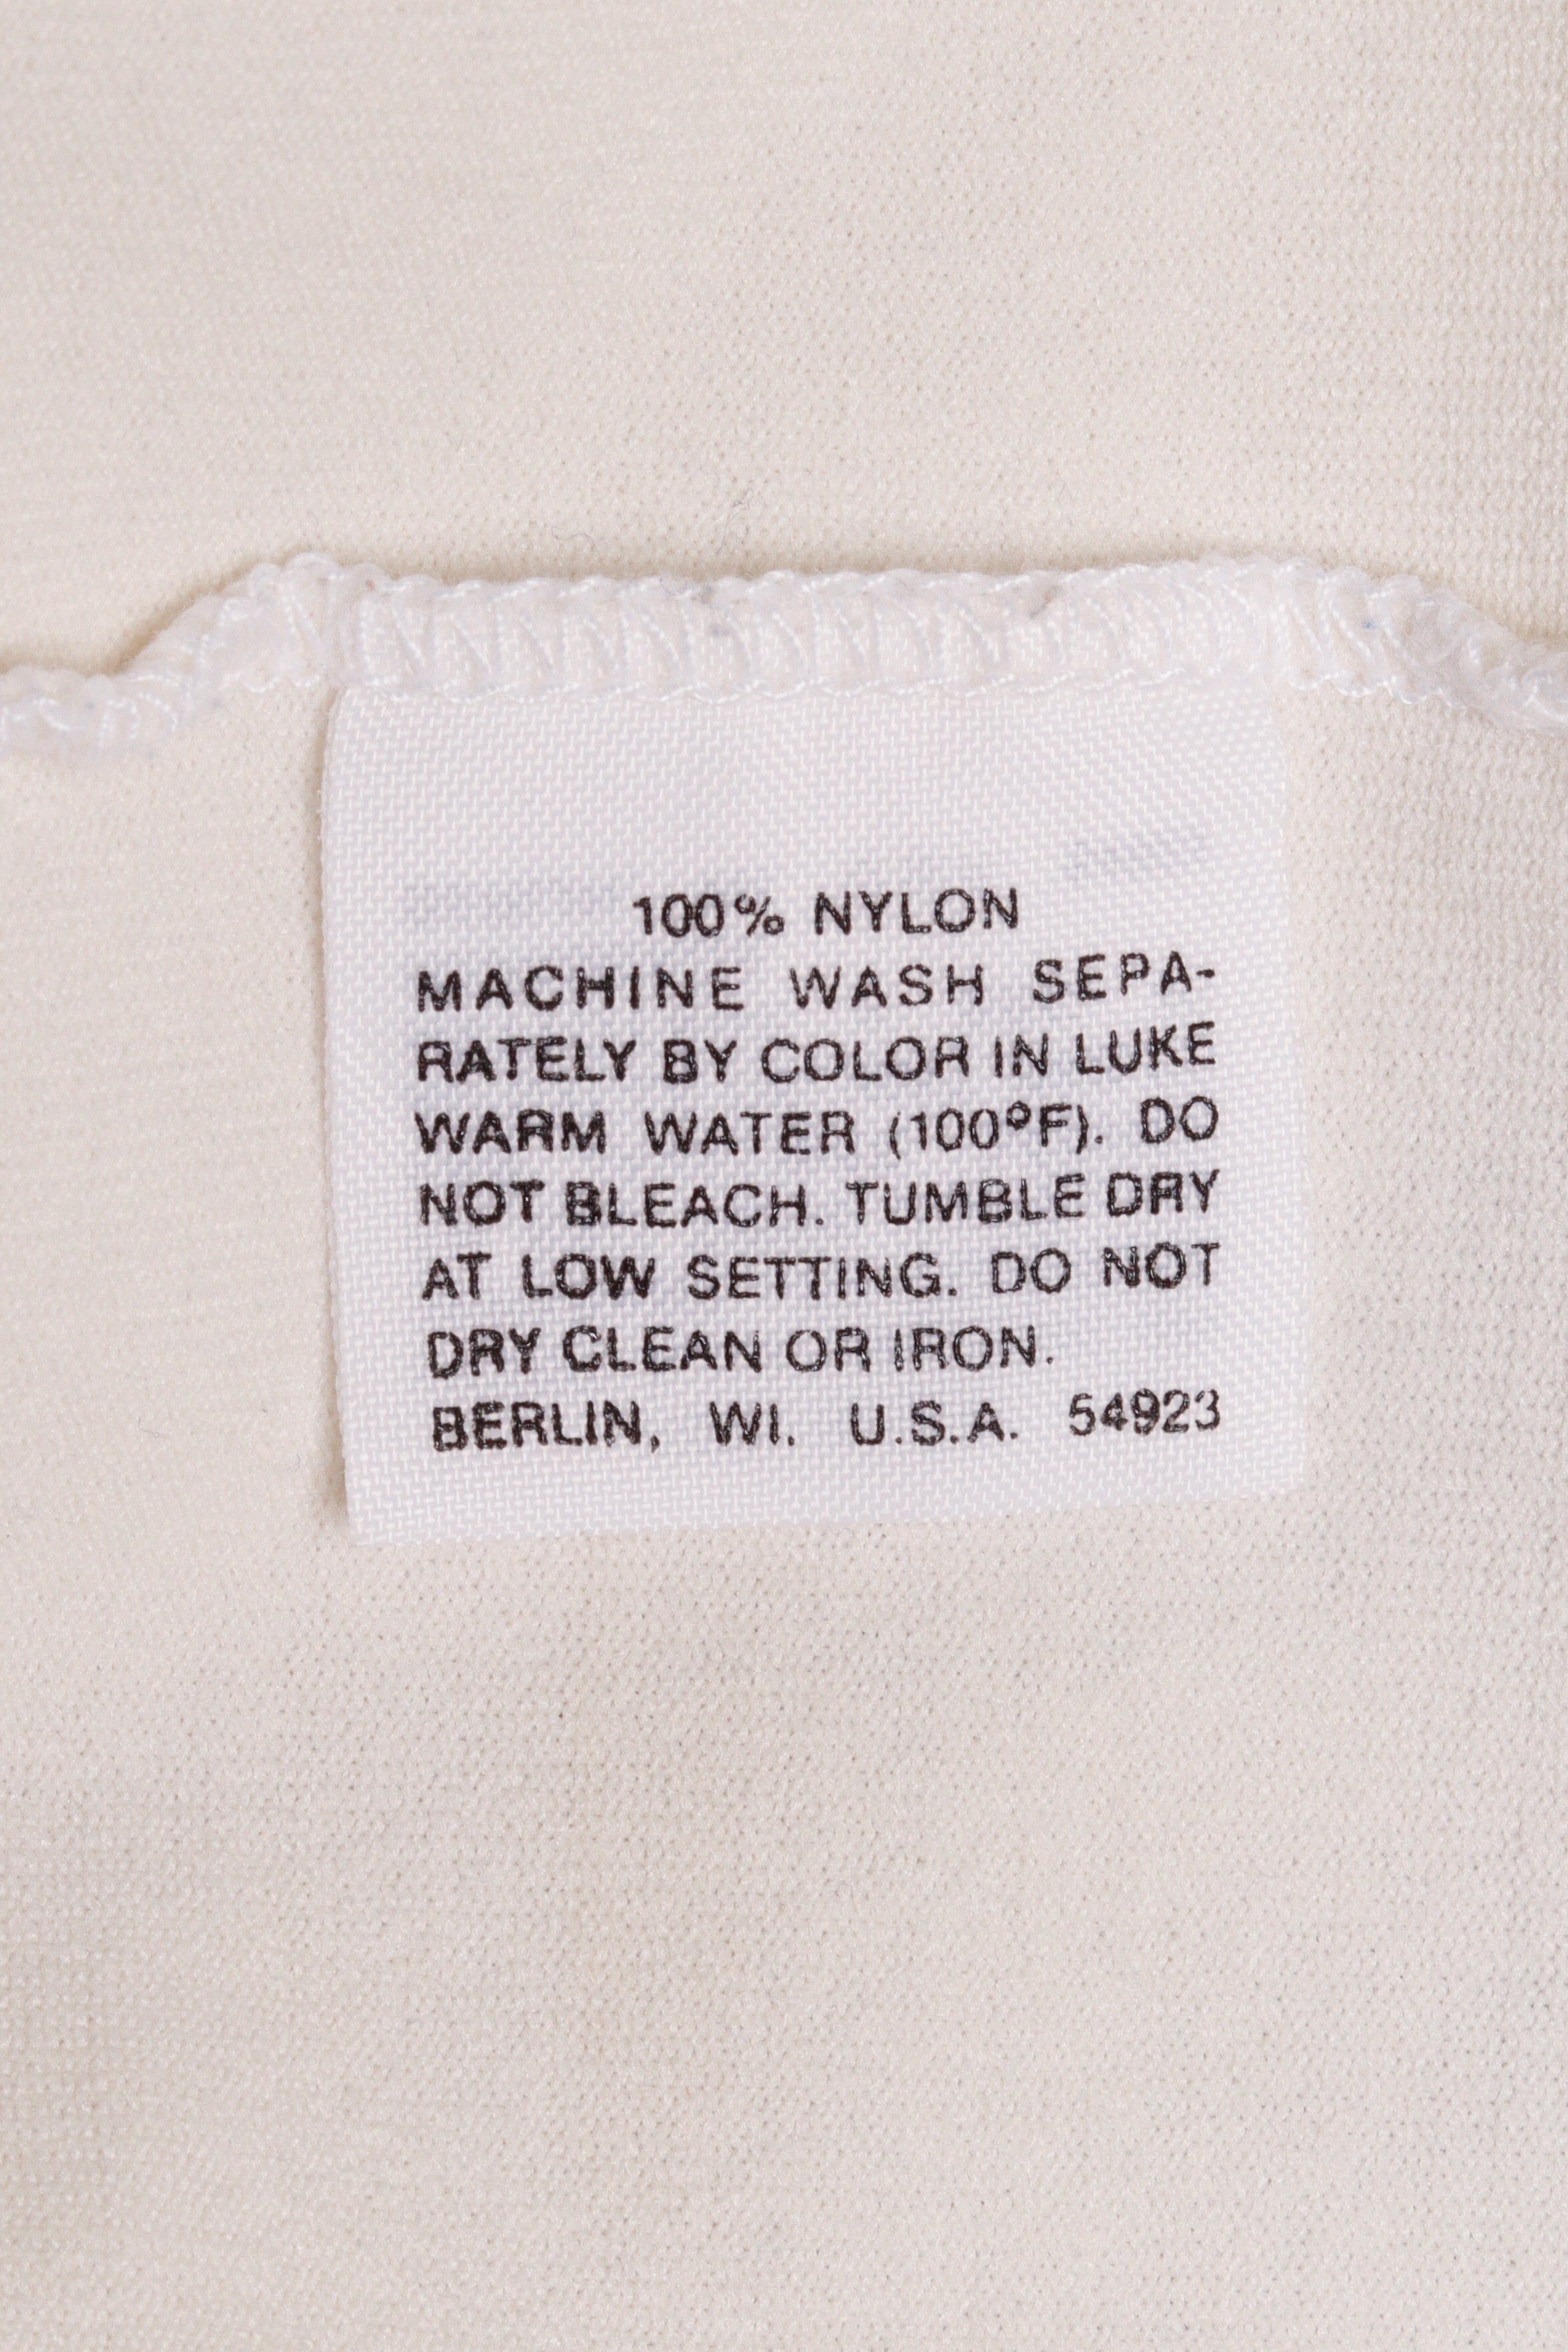 100% NYLON
MACHINE WASH SEPA-
RATELY BY COLOR IN LUKE
WARM WATER (100ºF). DO
NOT BLEACH. TUMBLE DRY
AT LOW SETTING. DO NOT
DRY CLEAN OR IRON.
BERLIN, WI. U.S.A. 54923